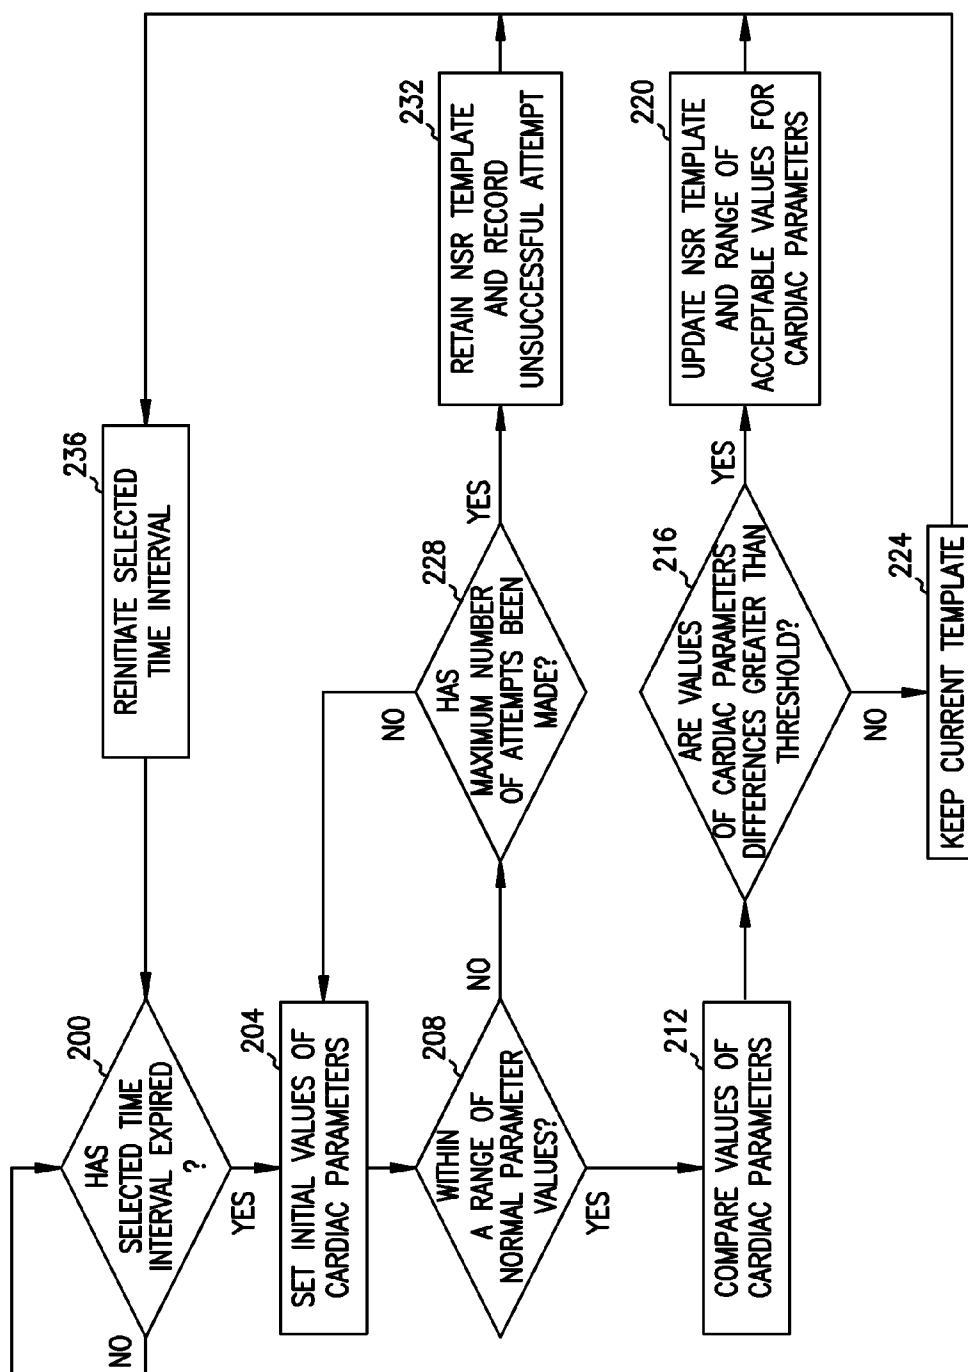 NO
200
HAS
SELECTED TIME
INTERVAL EXPIRED
?
YES
236
REINITIATE SELECTED
TIME INTERVAL
204
SET INITIAL VALUES OF
CARDIAC PARAMETERS
208
WITHIN
A RANGE OF
NORMAL PARAMETER
VALUES?
NO
YES
228
HAS
MAXIMUM NUMBER
OF ATTEMPTS BEEN
MADE?
NO
YES
232
RETAIN NSR TEMPLATE
AND RECORD
UNSUCCESSFUL ATTEMPT
212
COMPARE VALUES OF
CARDIAC PARAMETERS
216
ARE VALUES
OF CARDIAC PARAMETERS
DIFFERENCES GREATER THAN
THRESHOLD?
YES
NO
220
UPDATE NSR TEMPLATE
AND RANGE OF
ACCEPTABLE VALUES FOR
CARDIAC PARAMETERS
224
KEEP CURRENT TEMPLATE